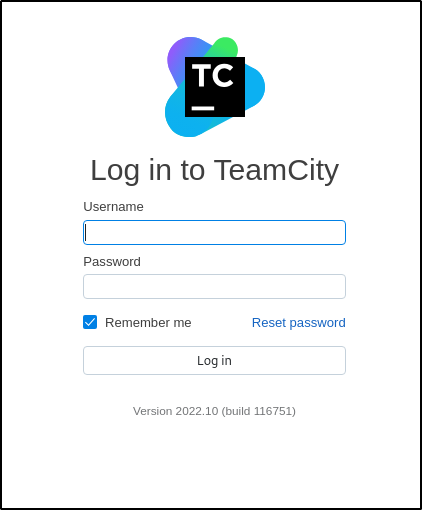 TC
Log in to TeamCity
Username
Password
Remember me Reset password
Log in
Version 2022.10 (build 116751)